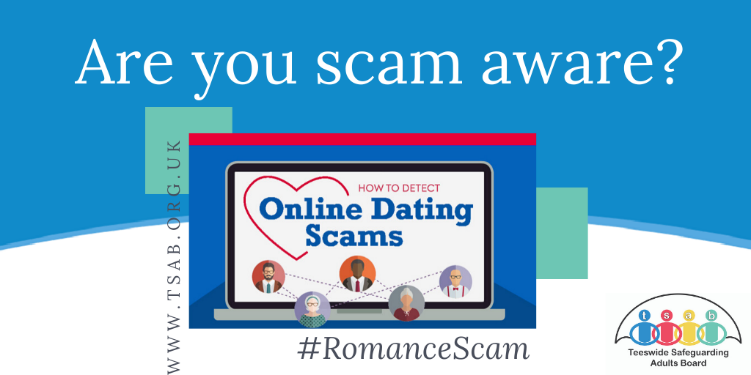 Are you scam aware?
WWW.TSAB.ORG.UK
HOW TO DETECT
Online Dating
Scams
#RomanceScam
t s a b
Teeswide Safeguarding
Adults Board